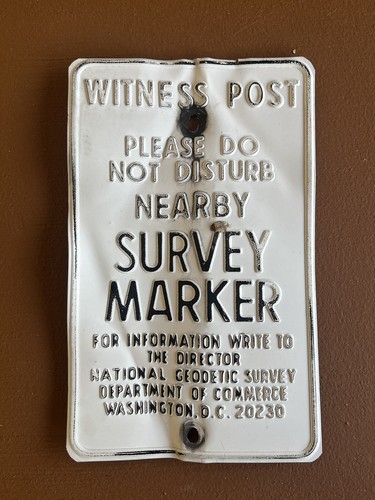 WITNESS POST
PLEASE DO
NOT DISTURB
NEARBY
SURVEY
MARKER
FOR INFORMATION WRITE TO
THE DIRECTOR
NATIONAL GEODETIC SURVEY
DEPARTMENT OF COMMERCE
WASHINGTON, D.C. 20230